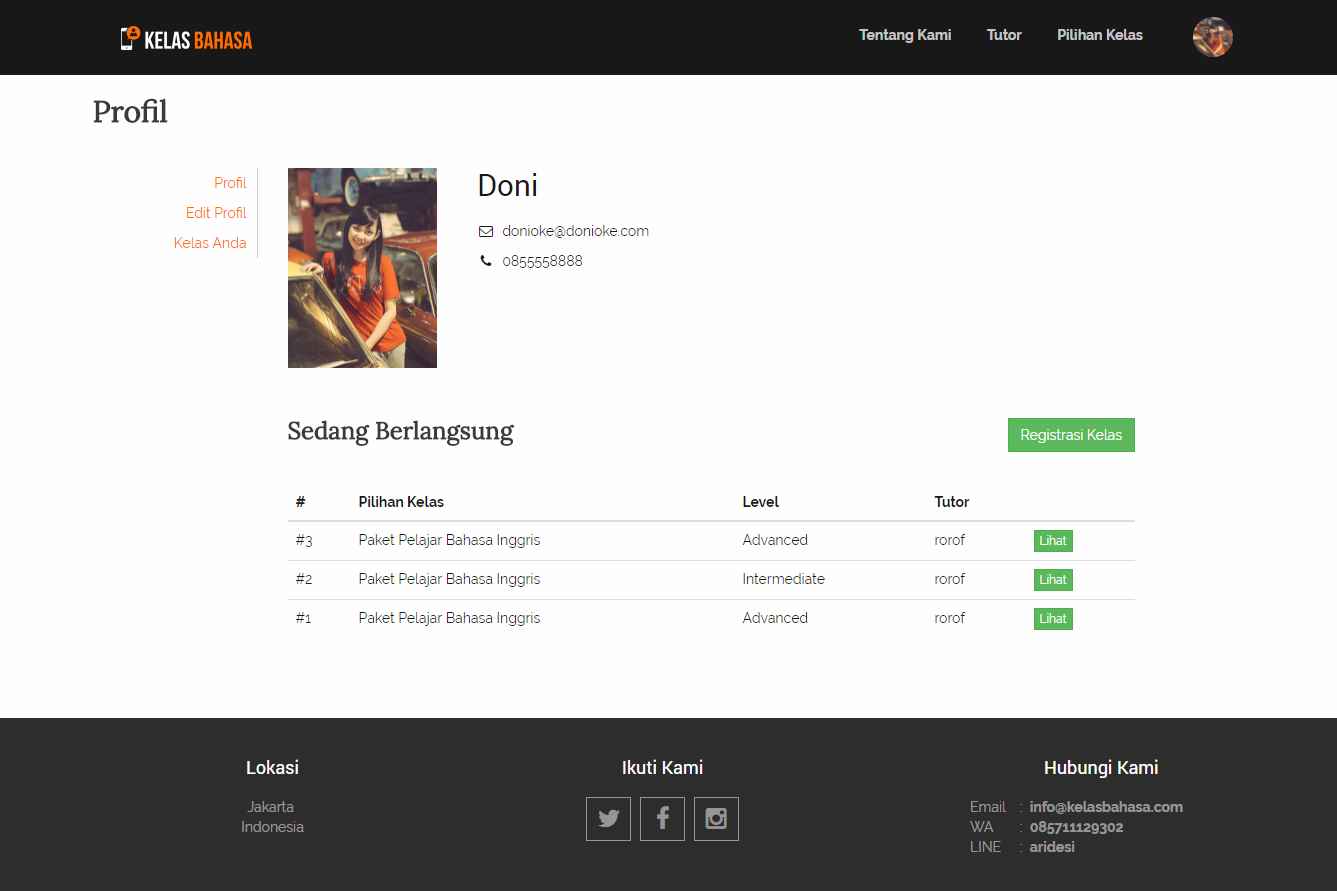 KELAS BAHASA
Tentang Kami Tutor Pilihan Kelas
Profil
Profil
Edit Profil
Kelas Anda
Doni
donioke@donioke.com
0855558888
Sedang Berlangsung
Registrasi Kelas
# Pilihan Kelas Level Tutor
#3 Paket Pelajar Bahasa Inggris Advanced rorof Lihat
#2 Paket Pelajar Bahasa Inggris Intermediate rorof Lihat
#1 Paket Pelajar Bahasa Inggris Advanced rorof Lihat
Lokasi
Jakarta
Indonesia
Ikuti Kami
Hubungi Kami
Email : info@kelasbahasa.com
WA : 085711129302
LINE : aridesi